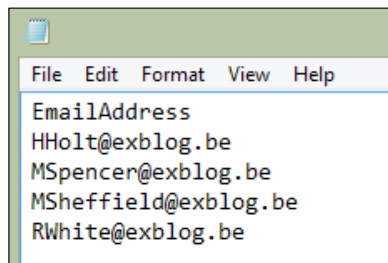 File Edit Format View Help
EmailAddress
HHolt@exblog.be
MSpencer@exblog.be
MSheffield@exblog.be
RWhite@exblog.be